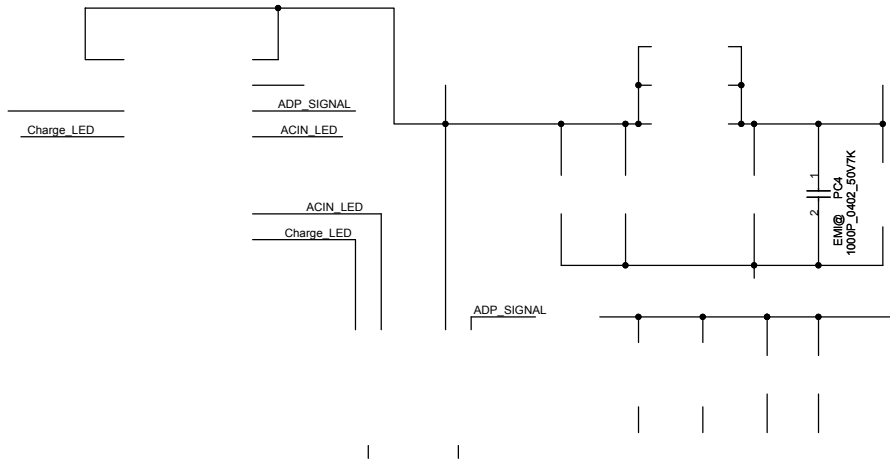 ADP_SIGNAL
Charge_LED
ACIN_LED
1
2
EMI@ PC4
1000P_0402_50V7K
ACIN_LED
Charge_LED
ADP_SIGNAL